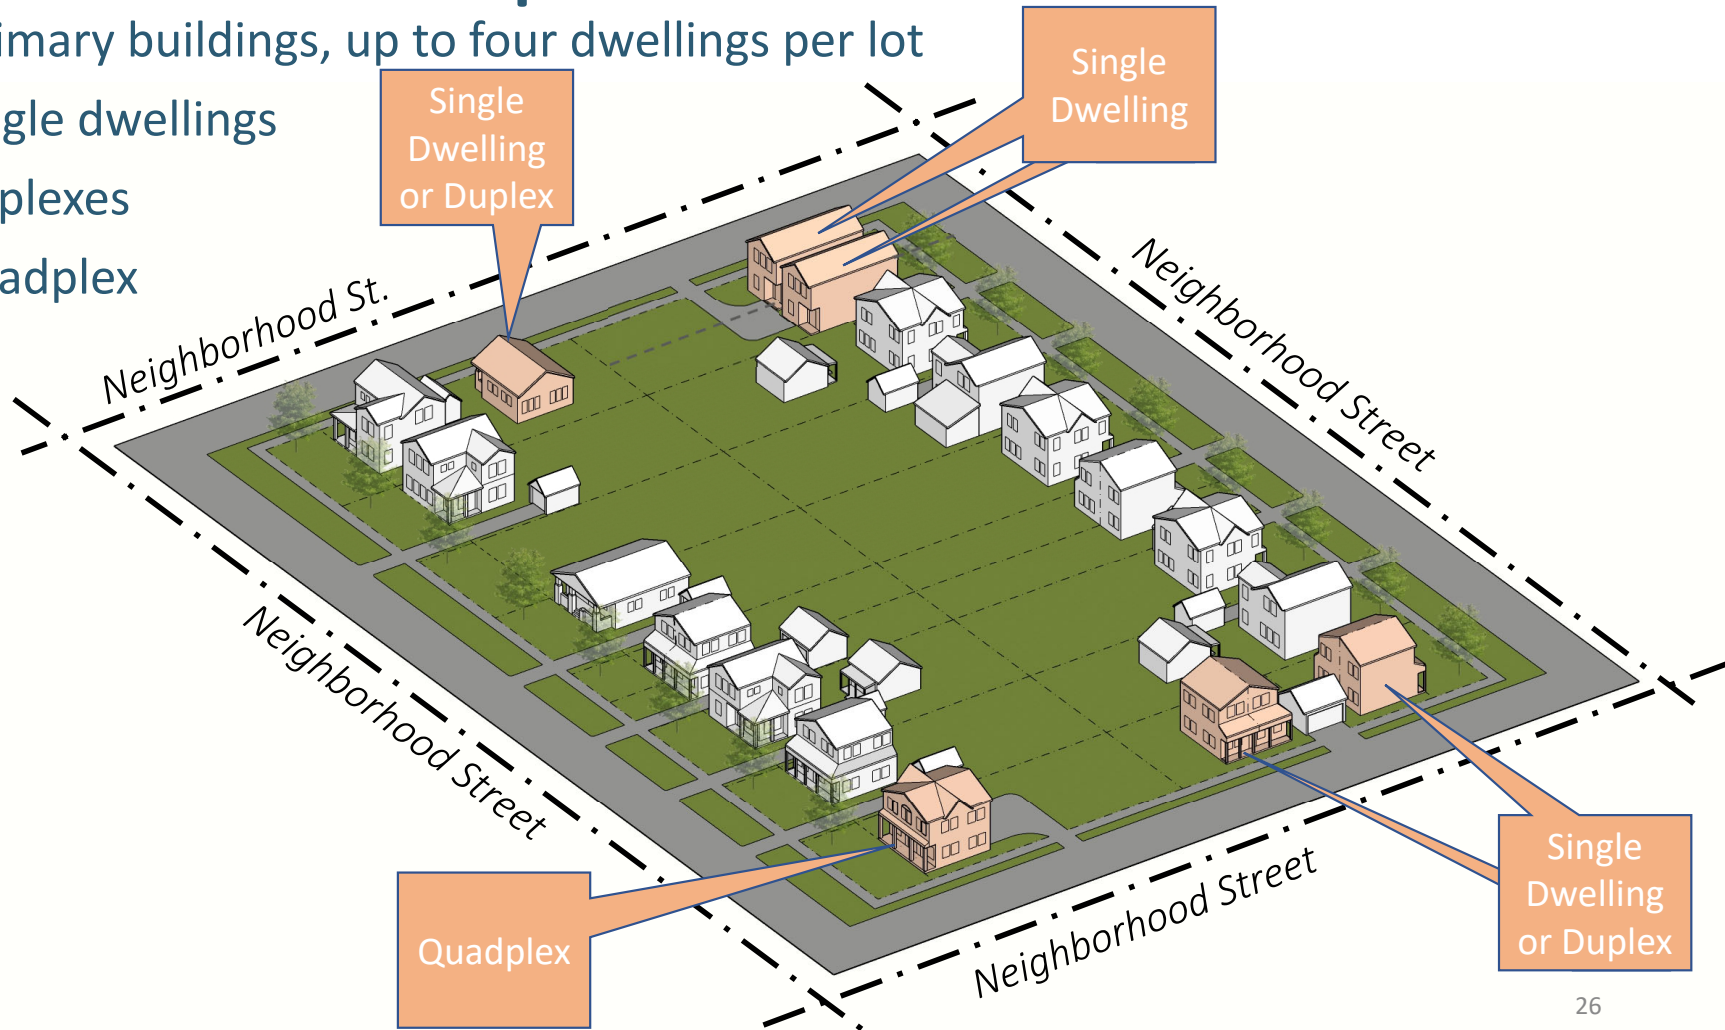 imary buildings, up to four dwellings per lot
gle dwellings
plexes
adplex
Single
Dwelling
or Duplex
Single
Dwelling
Neighborhood St.
Neighborhood Street
Neighborhood Street
Neighborhood Street
Quadplex
Single
Dwelling
or Duplex
26